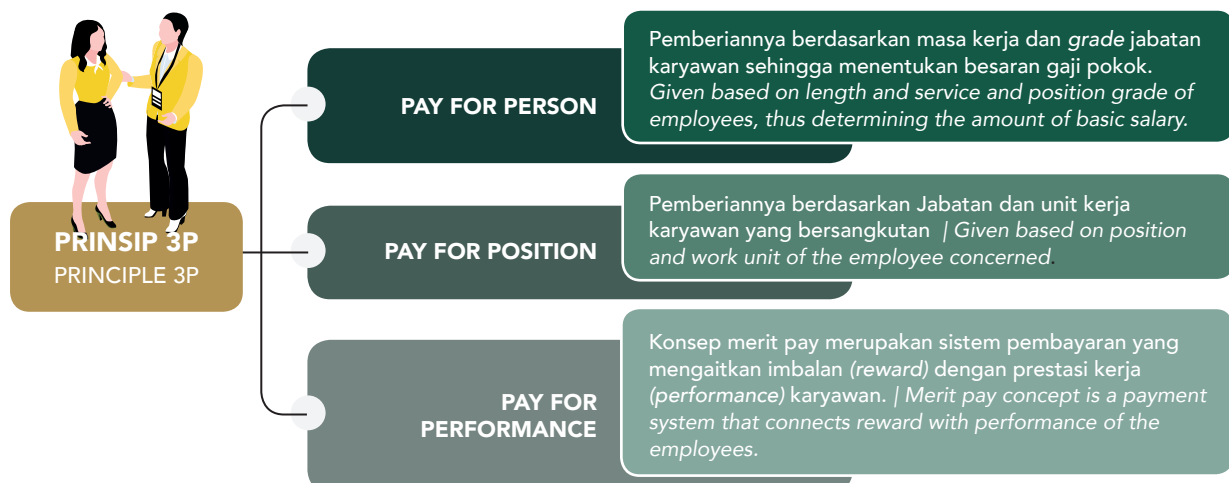 PRINSIP 3P
PRINCIPLE 3P
PAY FOR PERSON
Pemberiannya berdasarkan masa kerja dan grade jabatan
karyawan sehingga menentukan besaran gaji pokok.
Given based on length and service and position grade of
employees, thus determining the amount of basic salary.
PAY FOR POSITION
Pemberiannya berdasarkan Jabatan dan unit kerja
karyawan yang bersangkutan | Given based on position
and work unit of the employee concerned.
PAY FOR
PERFORMANCE
Konsep merit pay merupakan sistem pembayaran yang
mengaitkan imbalan (reward) dengan prestasi kerja
(performance) karyawan. | Merit pay concept is a payment
system that connects reward with performance of the
employees.